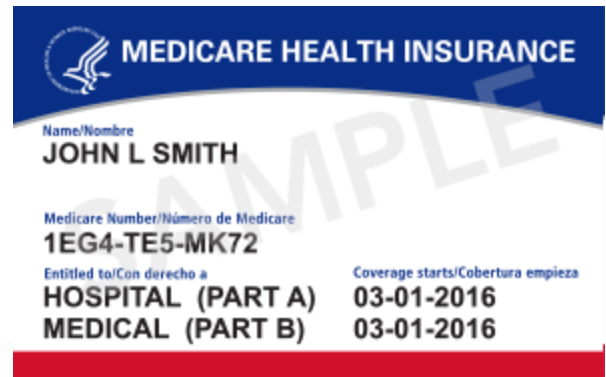 MEDICARE HEALTH INSURANCE
Name/Nombre
JOHN L SMITH
Medicare Number/Número de Medicare
1EG4-TE5-MK72
Entitled to/Con derecho a Coverage starts/Cobertura empieza
HOSPITAL (PART A) 03-01-2016
MEDICAL (PART B) 03-01-2016
SAMPLE